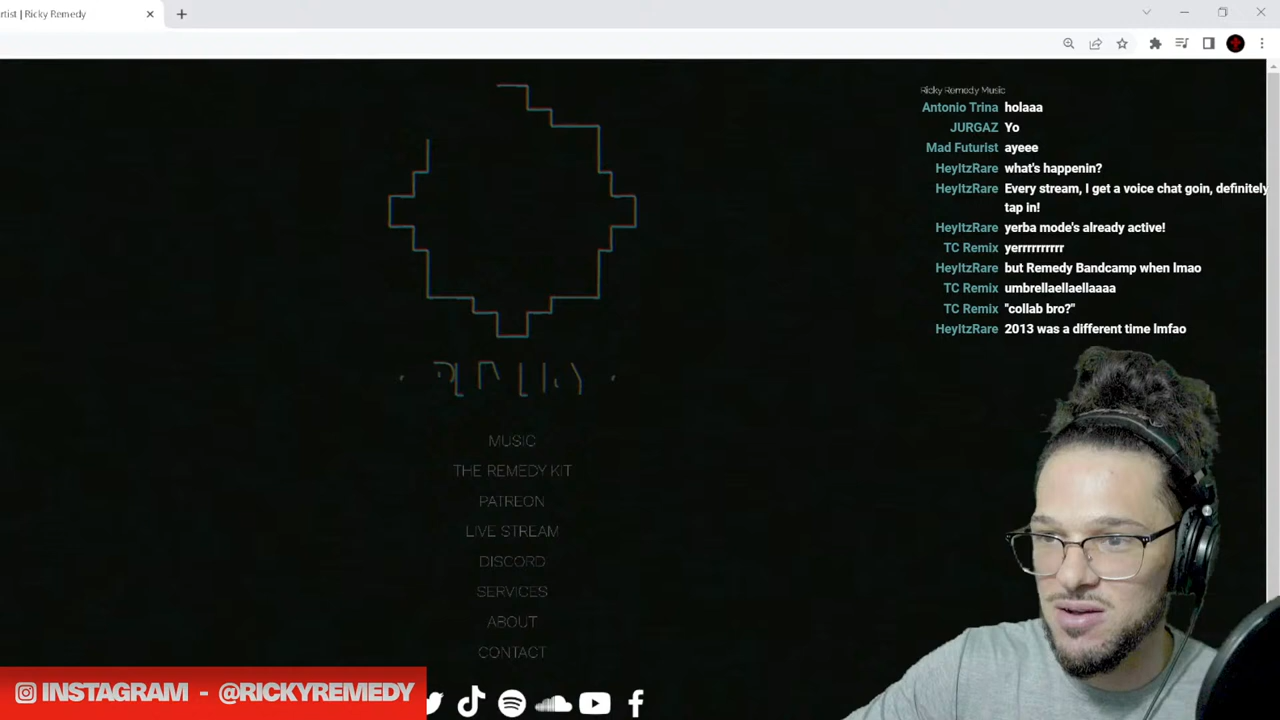 rtist | Ricky Remedy
Ricky Remedy Music
Antonio Trina holaaa
JURGAZ Yo
Mad Futurist ayeee
HeyItzRare what's happenin?
HeyItzRare Every stream, I get a voice chat goin, definitely
tap in!
HeyItzRare yerba mode's already active!
TC Remix yerrrrrrrrrr
HeyItzRare but Remedy Bandcamp when lmao
TC Remix umbrellaellaellaaaa
TC Remix "collab bro?"
HeyItzRare 2013 was a different time lmfao
MUSIC
THE REMEDY KIT
PATREON
LIVE STREAM
DISCORD
SERVICES
ABOUT
CONTACT
INSTAGRAM - @RICKYREMEDY